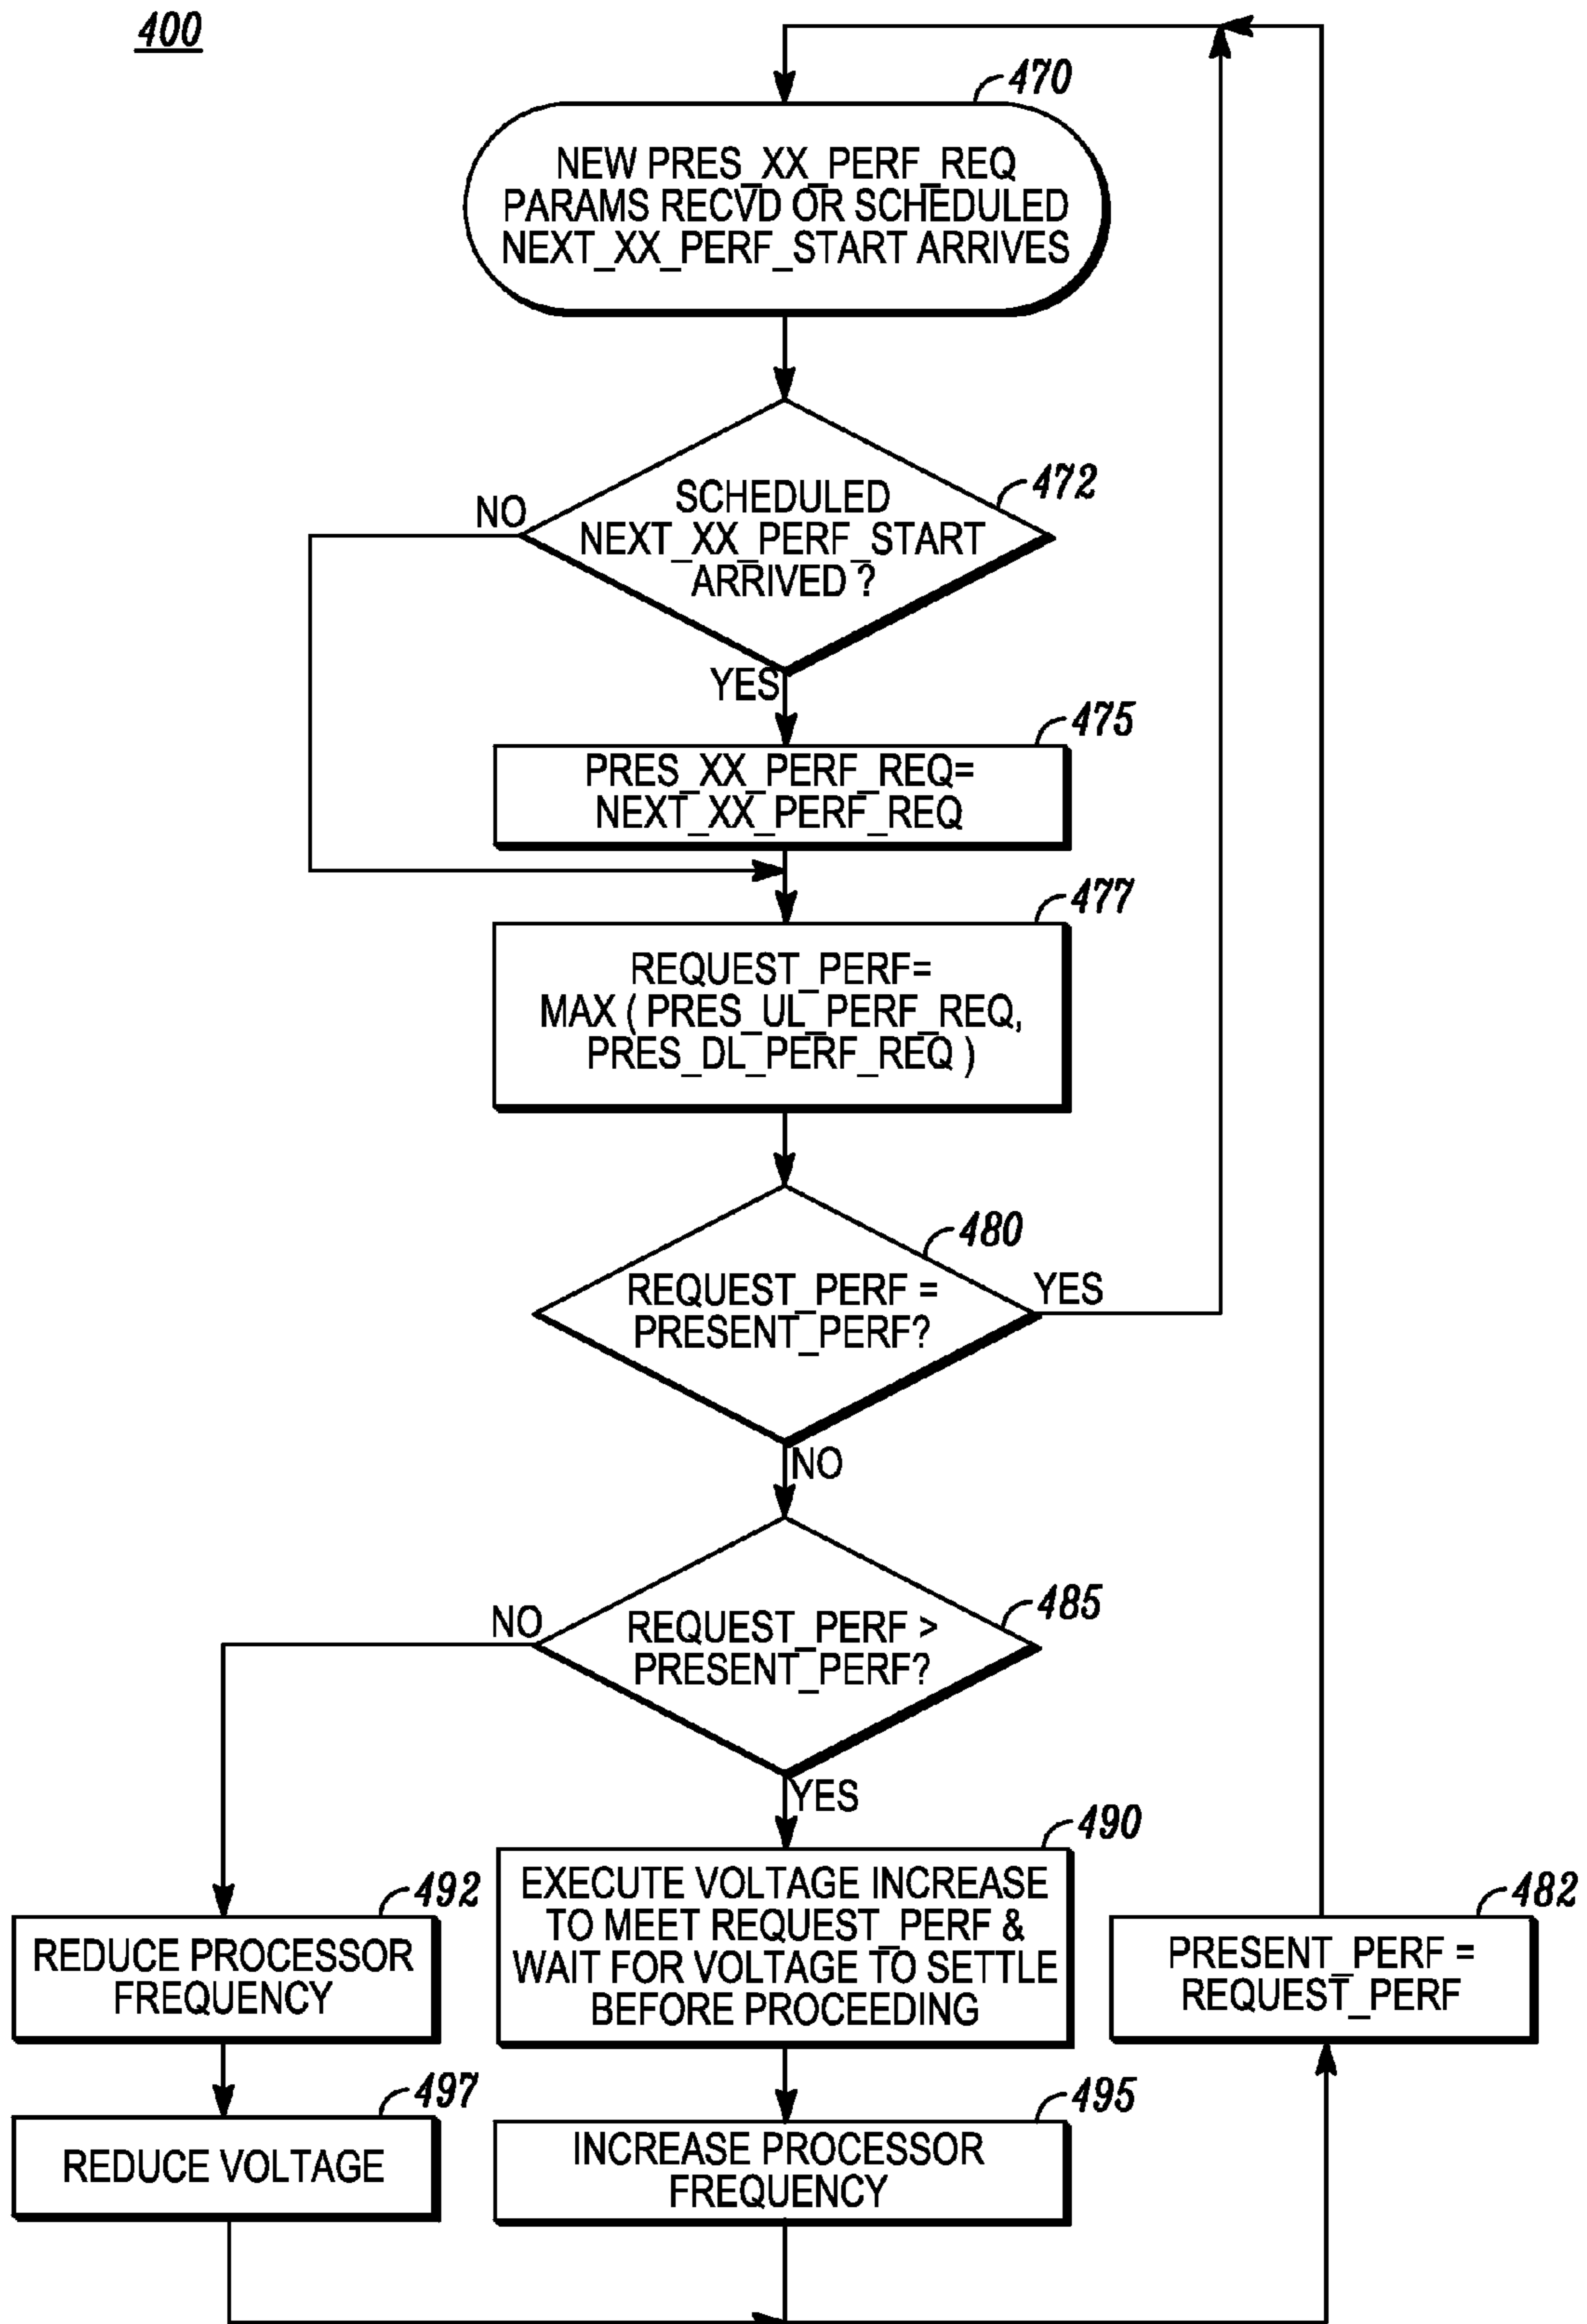 400
470
NEW PRES_XX_PERF_REQ
PARAMS RECVD OR SCHEDULED
NEXT_XX_PERF_START ARRIVES
472
NO
SCHEDULED
NEXT_XX_PERF_START
ARRIVED ?
YES
475
PRES_XX_PERF_REQ=
NEXT_XX_PERF_REQ
477
REQUEST_PERF=
MAX ( PRES_UL_PERF_REQ,
PRES_DL_PERF_REQ )
480
REQUEST_PERF =
PRESENT_PERF?
YES
NO
485
NO
REQUEST_PERF >
PRESENT_PERF?
YES
490
EXECUTE VOLTAGE INCREASE
TO MEET REQUEST_PERF &
WAIT FOR VOLTAGE TO SETTLE
BEFORE PROCEEDING
492
REDUCE PROCESSOR
FREQUENCY
482
PRESENT_PERF =
REQUEST_PERF
497
REDUCE VOLTAGE
495
INCREASE PROCESSOR
FREQUENCY